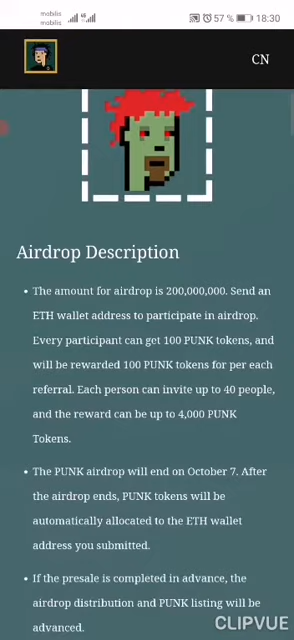 mobilis
mobilis
57 %
18:30
CN
Airdrop Description
• The amount for airdrop is 200,000,000. Send an
ETH wallet address to participate in airdrop.
Every participant can get 100 PUNK tokens, and
will be rewarded 100 PUNK tokens for per each
referral. Each person can invite up to 40 people,
and the reward can be up to 4,000 PUNK
Tokens.
• The PUNK airdrop will end on October 7. After
the airdrop ends, PUNK tokens will be
automatically allocated to the ETH wallet
address you submitted.
• If the presale is completed in advance, the
airdrop distribution and PUNK listing will be
advanced.
CLIPVUE